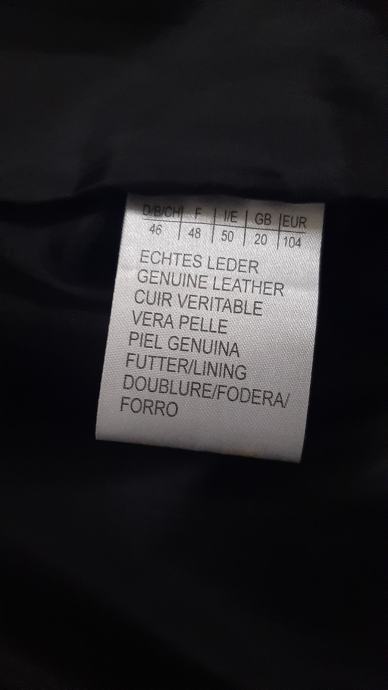 D/B/CH F I/E GB EUR
46 48 50 20 104
ECHTES LEDER
GENUINE LEATHER
CUIR VERITABLE
VERA PELLE
PIEL GENUINA
FUTTER/LINING
DOUBLURE/FODERA/
FORRO